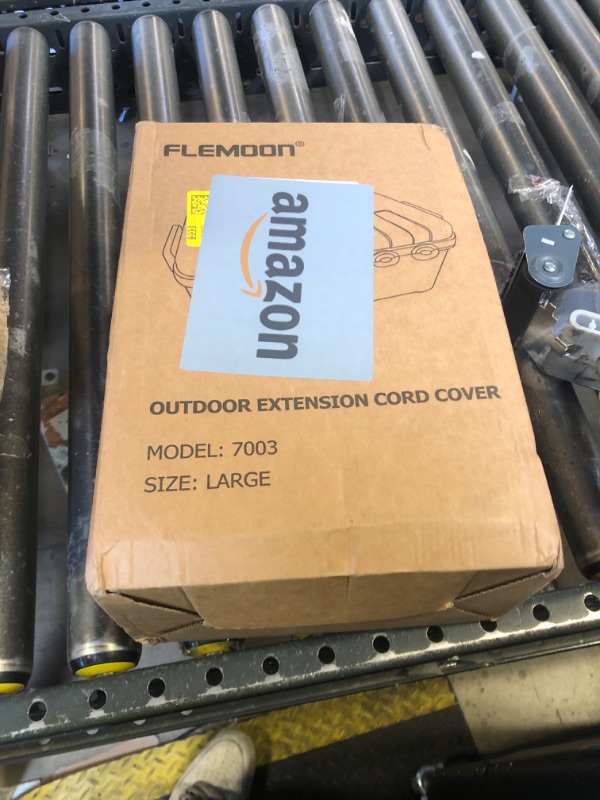 FLEMOON®
amazon
OUTDOOR EXTENSION CORD COVER
MODEL: 7003
SIZE: LARGE